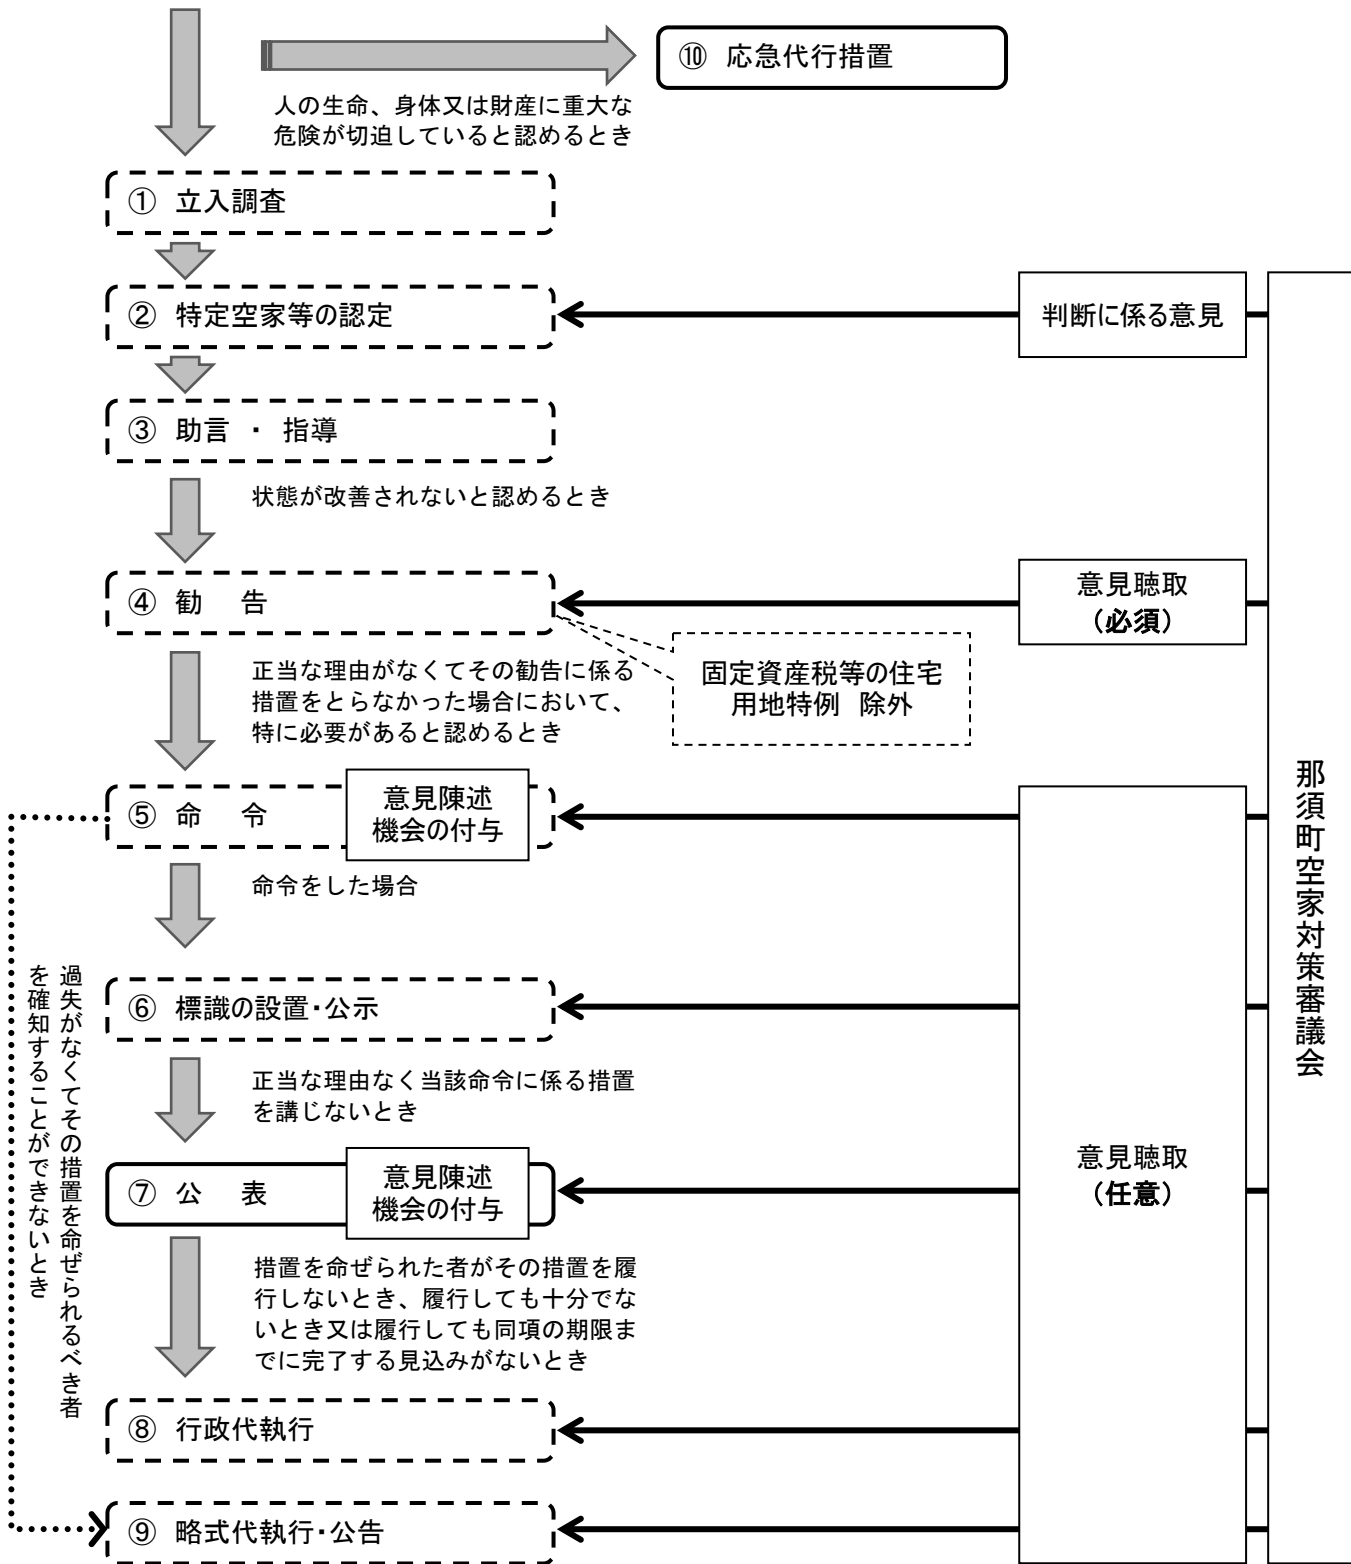 ⑩ 応急代行措置
人の生命、身体又は財産に重大な
危険が切迫していると認めるとき
① 立入調査
② 特定空家等の認定
判断に係る意見
③ 助言 ・ 指導
状態が改善されないと認めるとき
④ 勧 告
意見聴取
（必須）
固定資産税等の住宅
用地特例 除外
正当な理由がなくてその勧告に係る
措置をとらなかった場合において、
特に必要があると認めるとき
⑤ 命 令
意見陳述
機会の付与
命令をした場合
⑥ 標識の設置・公示
正当な理由なく当該命令に係る措置
を講じないとき
⑦ 公 表
意見陳述
機会の付与
意見聴取
（任意）
措置を命ぜられた者がその措置を履
行しないとき、履行しても十分でな
いとき又は履行しても同項の期限ま
でに完了する見込みがないとき
⑧ 行政代執行
⑨ 略式代執行・公告
過失がなくてその措置を命ぜられるべき者
を確知することができないとき
那須町空家対策審議会